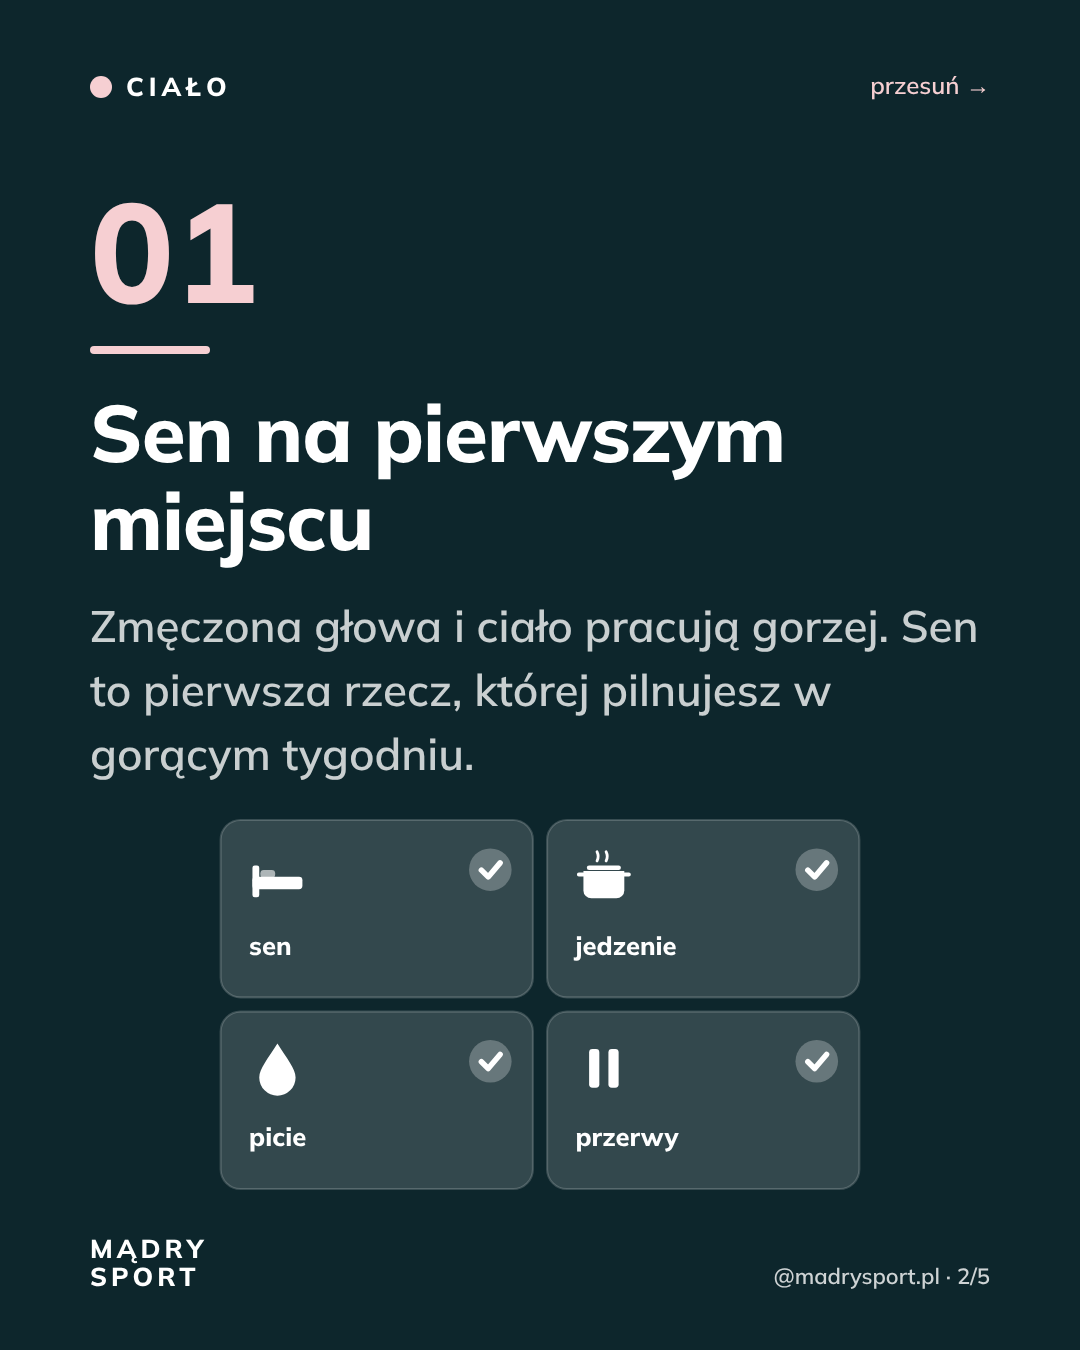 CIAŁO
przesuń →
01
Sen na pierwszym
miejscu
Zmęczona głowa i ciało pracują gorzej. Sen
to pierwsza rzecz, której pilnujesz w
gorącym tygodniu.
sen
jedzenie
picie
przerwy
MĄDRY
SPORT
@madrysport.pl · 2/5